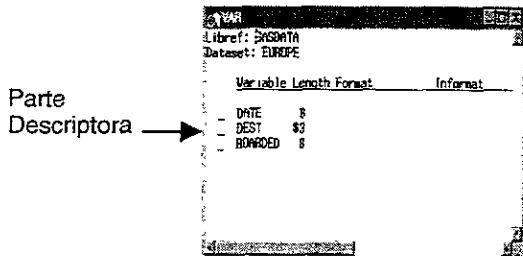 VAR
Libref: SASDATA
Dataset: EUROPE
Variable Length Format Informat
Parte
Descriptora
DATE 8
DEST $3
BOARDED 8